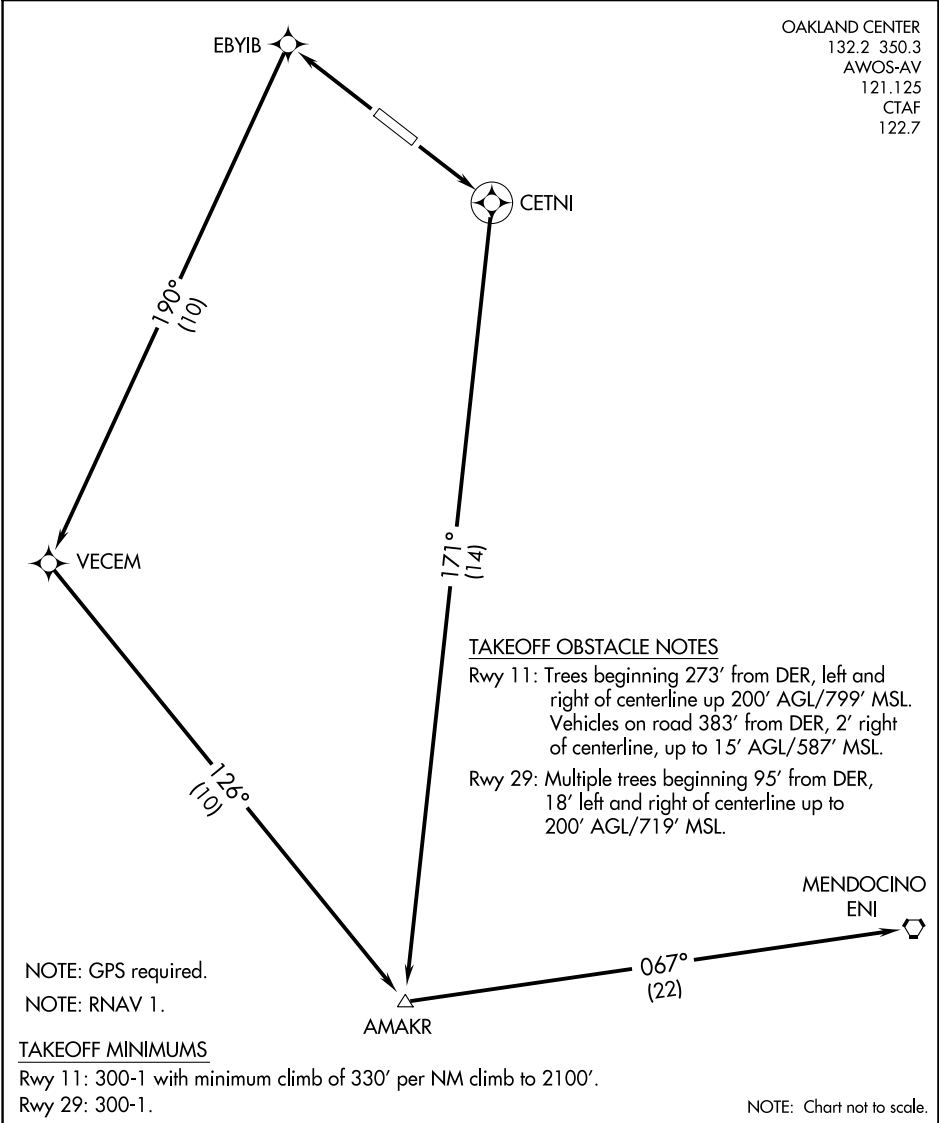 EBYIB
OAKLAND CENTER
132.2 350.3
AWOS-AV
121.125
CTAF
122.7
CETNI
190°
(10)
VECEM
171°
(14)
TAKEOFF OBSTACLE NOTES
Rwy 11: Trees beginning 273' from DER, left and
right of centerline up 200' AGL/799' MSL.
Vehicles on road 383' from DER, 2' right
of centerline, up to 15' AGL/587' MSL.
Rwy 29: Multiple trees beginning 95' from DER,
18' left and right of centerline up to
200' AGL/719' MSL.
126°
(10)
MENDOCINO
ENI
067°
(22)
NOTE: GPS required.
NOTE: RNAV 1.
AMAKR
TAKEOFF MINIMUMS
Rwy 11: 300-1 with minimum climb of 330' per NM climb to 2100'.
Rwy 29: 300-1.
NOTE: Chart not to scale.